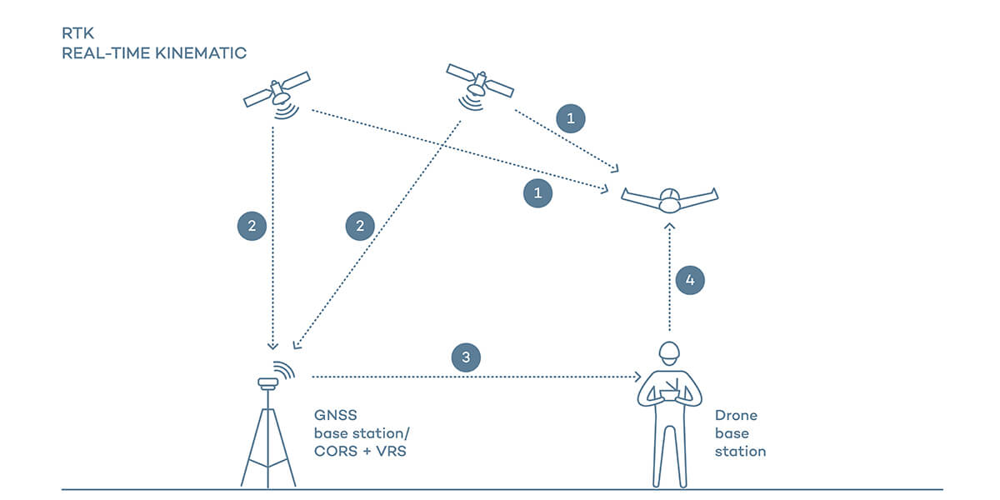 RTK
REAL-TIME KINEMATIC
1
1
2
2
4
3
GNSS
base station/
CORS + VRS
Drone
base
station